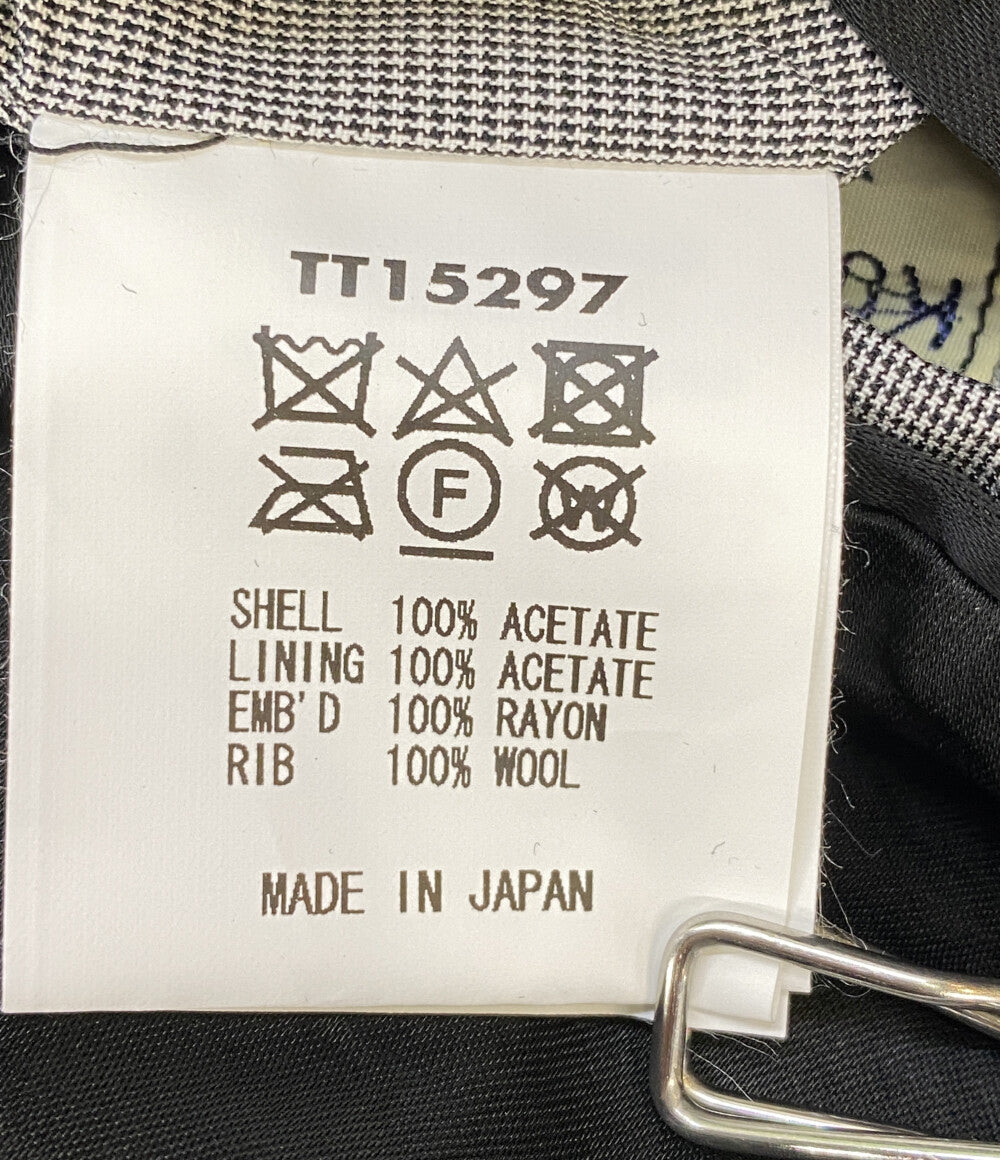 TT15297
F
W
SHELL 100% ACETATE
LINING 100% ACETATE
EMB'D 100% RAYON
RIB 100% WOOL
MADE IN JAPAN